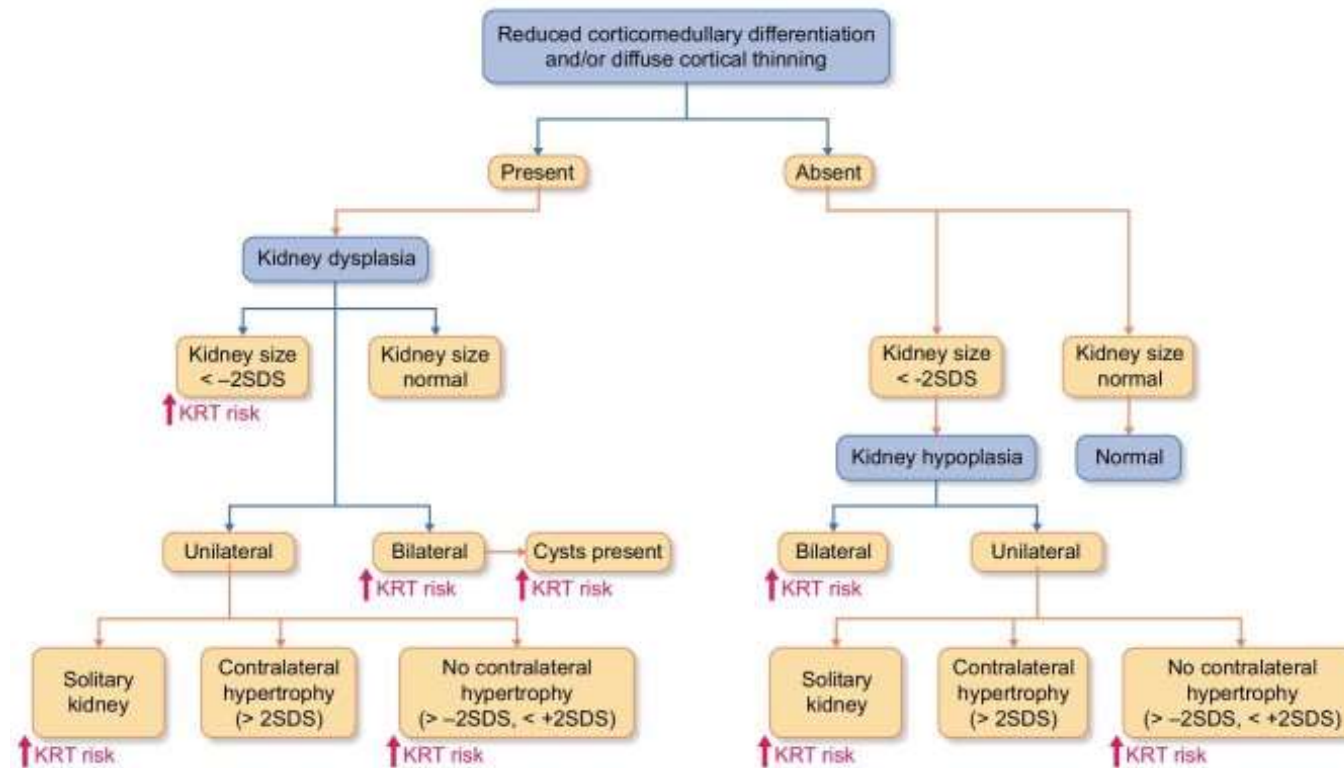 Reduced corticomedullary differentiation
and/or diffuse cortical thinning
Present
Absent
Kidney dysplasia
Kidney size
< –2SDS
KRT risk
Kidney size
normal
Kidney size
< -2SDS
Kidney size
normal
Kidney hypoplasia
Normal
Unilateral
Bilateral
KRT risk
Cysts present
KRT risk
Bilateral
KRT risk
Unilateral
Solitary
kidney
KRT risk
Contralateral
hypertrophy
(> 2SDS)
No contralateral
hypertrophy
(> –2SDS, < +2SDS)
KRT risk
Solitary
kidney
KRT risk
Contralateral
hypertrophy
(> 2SDS)
No contralateral
hypertrophy
(> –2SDS, < +2SDS)
KRT risk